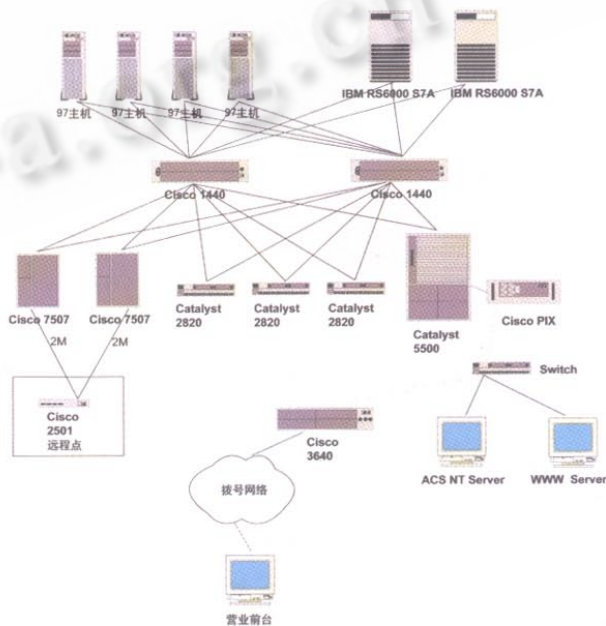 97主机
97主机
97主机
97主机
IBM RS6000 S7A
IBM RS6000 S7A
Cisco 1440
Cisco 1440
Cisco 7507
Cisco 7507
Catalyst
2820
Catalyst
2820
Catalyst
2820
Catalyst
5500
Cisco PIX
2M
2M
Switch
Cisco
2501
远程点
Cisco
3640
ACS NT Server
WWW Server
拨号网络
营业前台